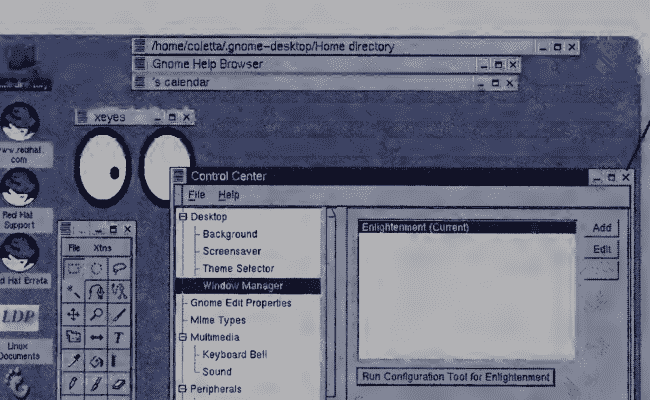 /home/coletta/.gnome-desktop/Home directory
Gnome Help Browser
's calendar
xeyes
www.redhat.
com
Red Hat
Support
d Hat Errata
LDP
Linux
Documents
File Xtns
T
Control Center
File Help
Desktop
Background
Screensaver
Theme Selector
Window Manager
Gnome Edit Properties
Mime Types
Multimedia
Keyboard Bell
Sound
Peripherals
Enlightenment (Current)
Add
Edit
Run Configuration Tool for Enlightenment